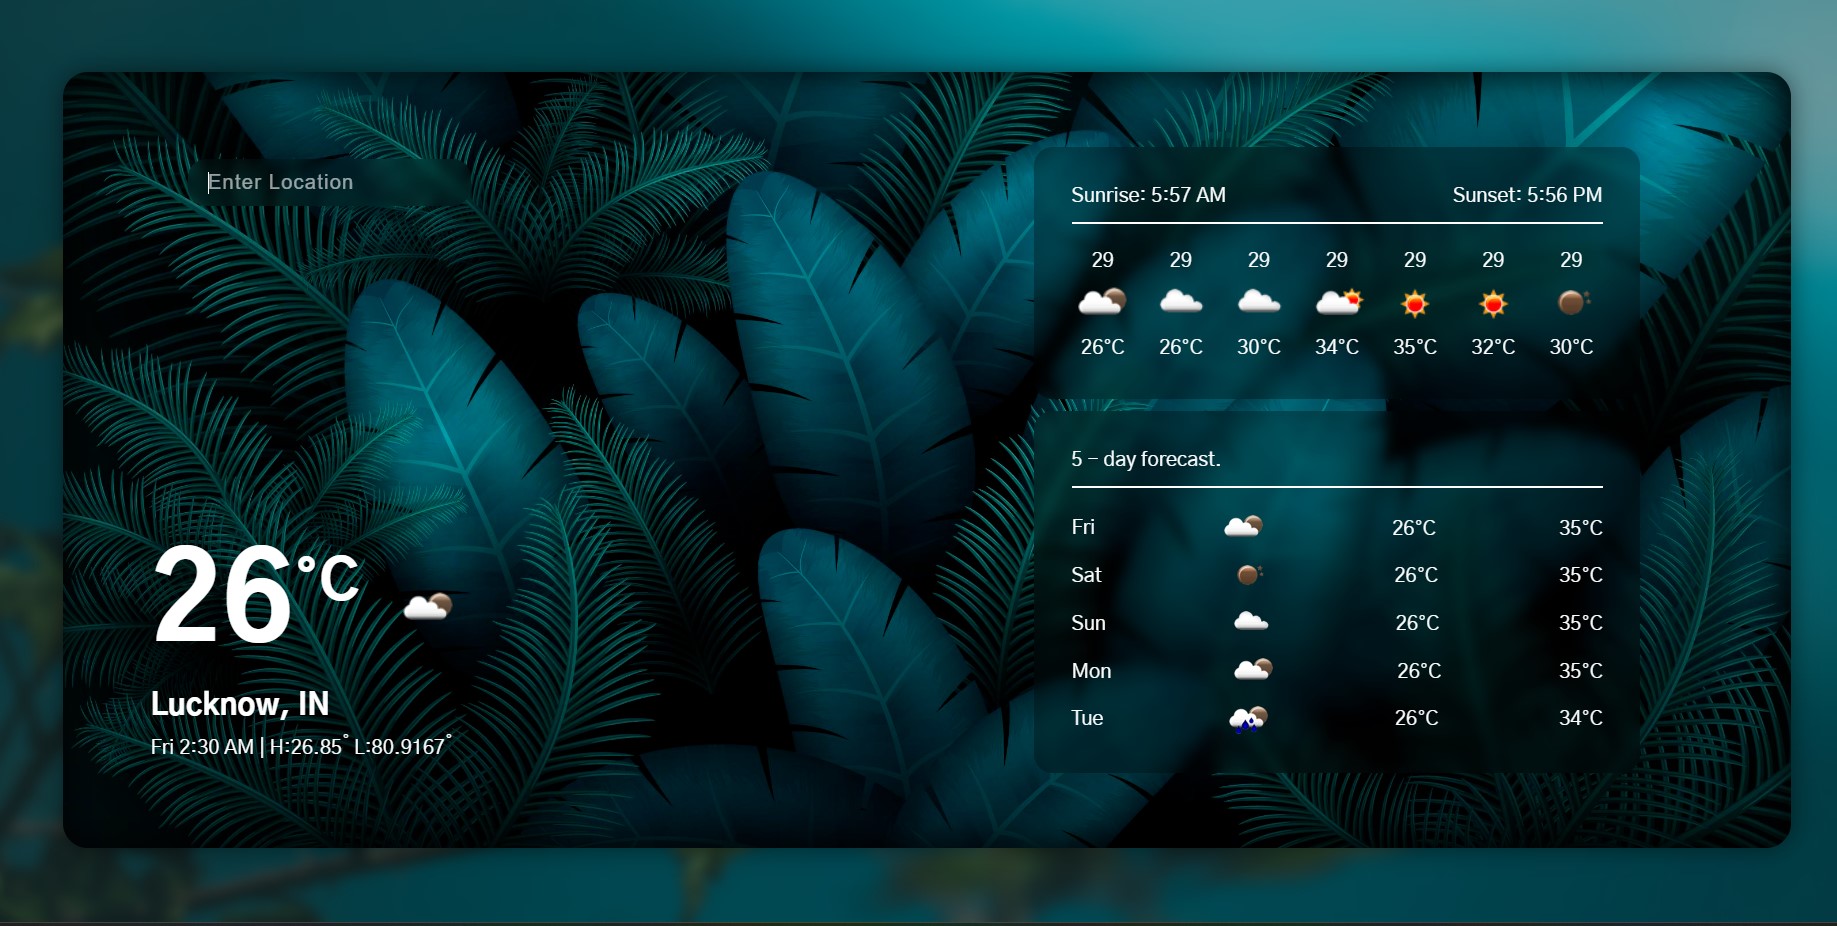 Enter Location
26°C
Lucknow, IN
Fri 2:30 AM | H:26.85° L:80.9167°
Sunrise: 5:57 AM Sunset: 5:56 PM
29 29 29 29 29 29 29
26°C 26°C 30°C 34°C 35°C 32°C 30°C
5 - day forecast.
Fri 26°C 35°C
Sat 26°C 35°C
Sun 26°C 35°C
Mon 26°C 35°C
Tue 26°C 34°C